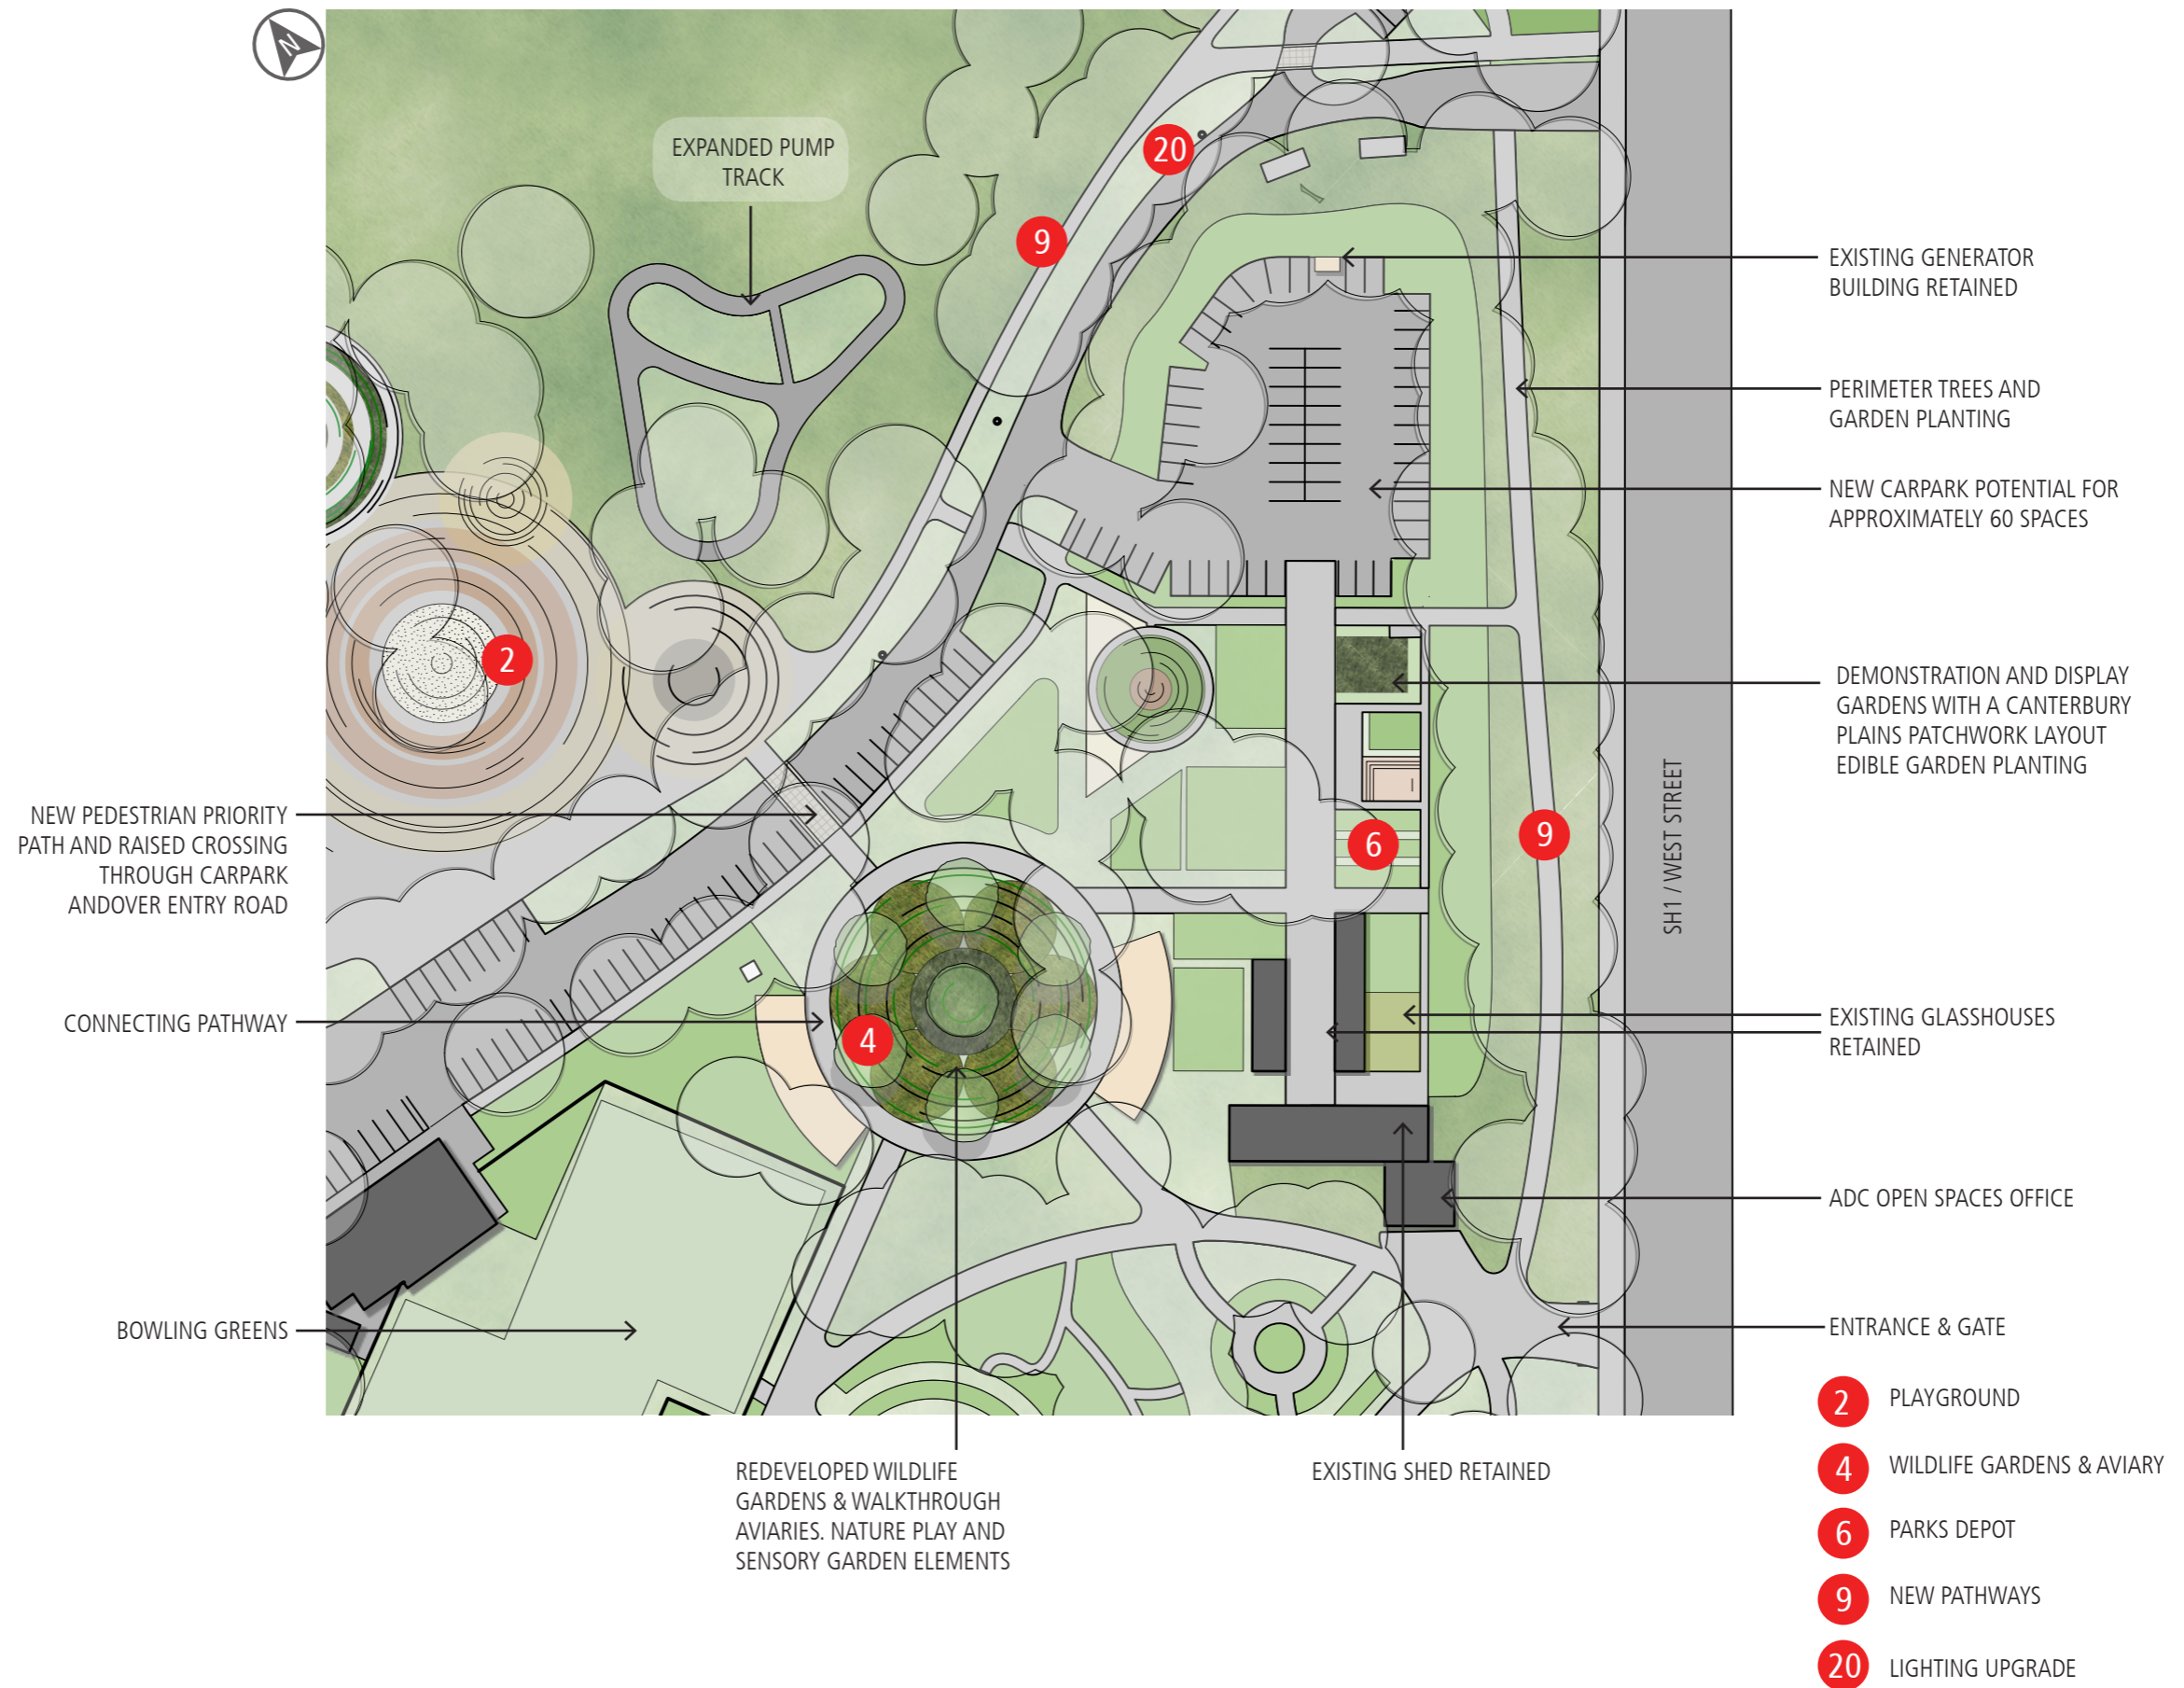 N
EXPANDED PUMP
TRACK
20
9
EXISTING GENERATOR
BUILDING RETAINED
PERIMETER TREES AND
GARDEN PLANTING
NEW CARPARK POTENTIAL FOR
APPROXIMATELY 60 SPACES
2
DEMONSTRATION AND DISPLAY
GARDENS WITH A CANTERBURY
PLAINS PATCHWORK LAYOUT
EDIBLE GARDEN PLANTING
NEW PEDESTRIAN PRIORITY
PATH AND RAISED CROSSING
THROUGH CARPARK
ANDOVER ENTRY ROAD
6
9
SH1 / WEST STREET
CONNECTING PATHWAY
4
EXISTING GLASSHOUSES
RETAINED
ADC OPEN SPACES OFFICE
BOWLING GREENS
ENTRANCE & GATE
REDEVELOPED WILDLIFE
GARDENS & WALKTHROUGH
AVIARIES. NATURE PLAY AND
SENSORY GARDEN ELEMENTS
EXISTING SHED RETAINED
2 PLAYGROUND
4 WILDLIFE GARDENS & AVIARY
6 PARKS DEPOT
9 NEW PATHWAYS
20 LIGHTING UPGRADE